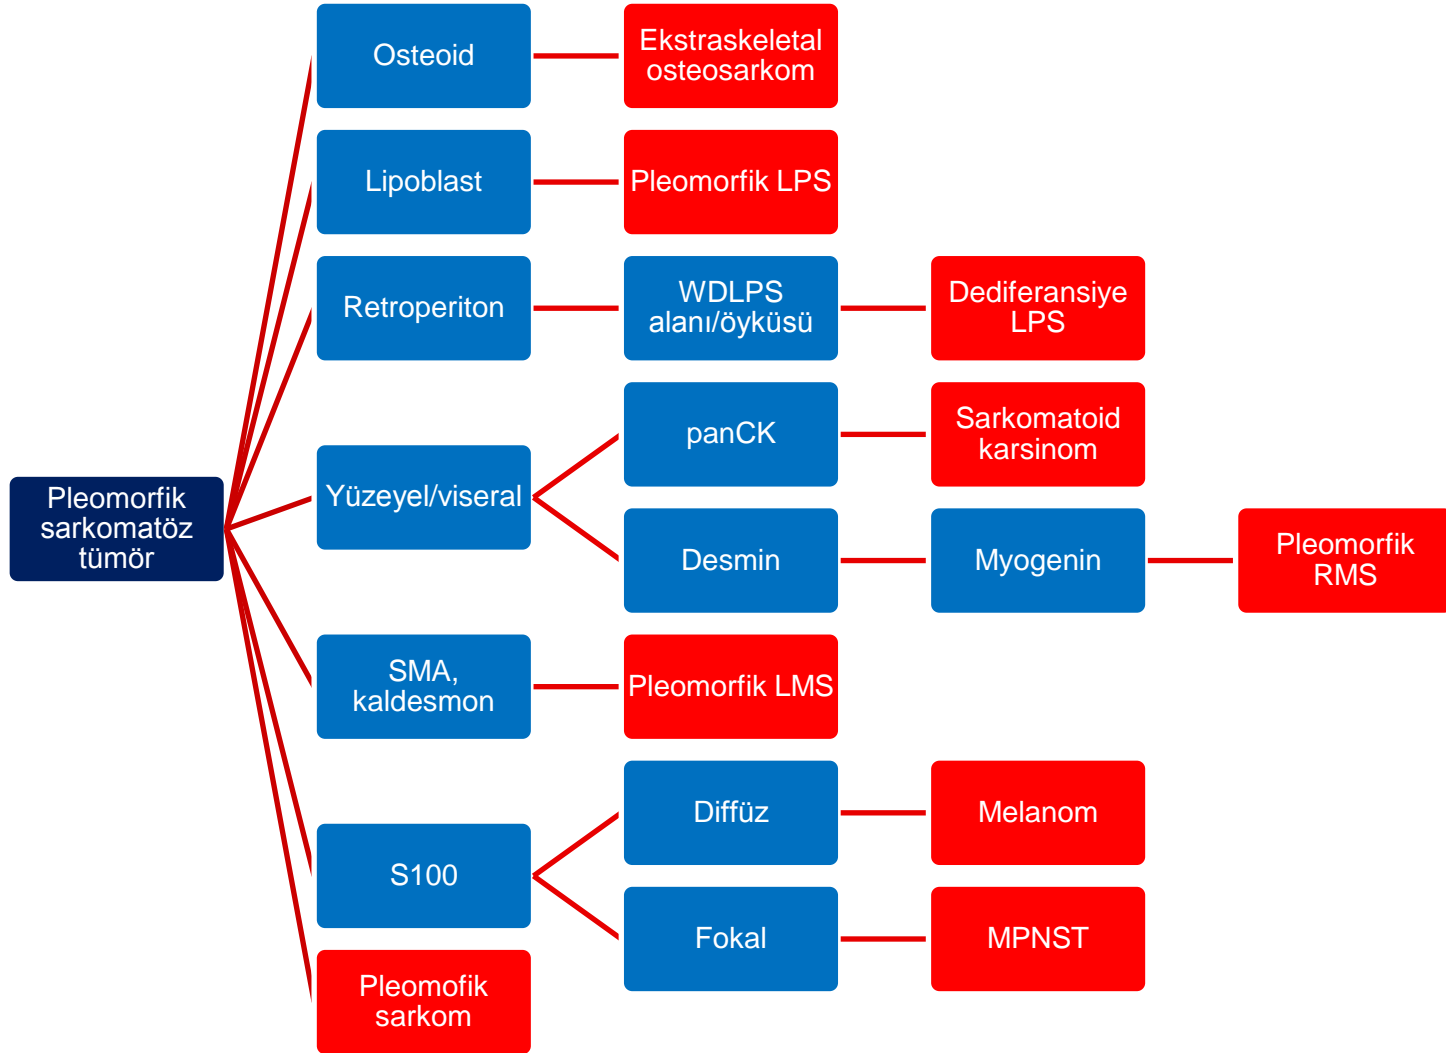 Osteoid
Ekstraskeletal
osteosarkom
Lipoblast
Pleomorfik LPS
Retroperiton
WDLPS
alanı/öyküsü
Dediferansiye
LPS
Pleomorfik
sarkomatöz
tümör
Yüzeyel/viseral
panCK
Sarkomatoid
karsinom
Desmin
Myogenin
Pleomorfik
RMS
SMA,
kaldesmon
Pleomorfik LMS
S100
Diffüz
Melanom
Fokal
MPNST
Pleomofik
sarkom